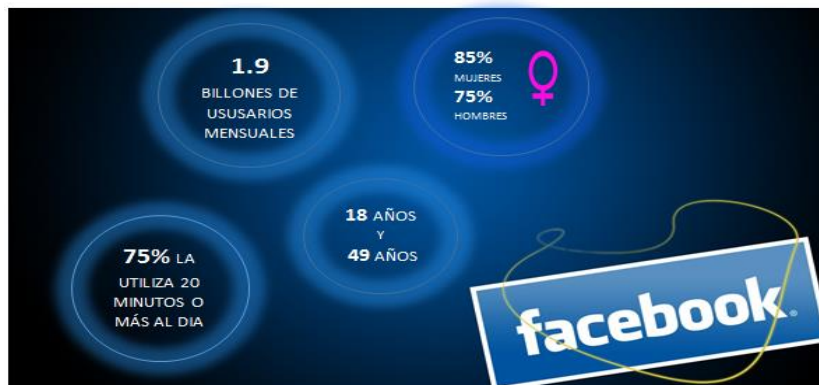 1.9
BILLONES DE
USUSARIOS
MENSUALES
85%
MUJERES
75%
HOMBRES
18 AÑOS
Y
49 AÑOS
75% LA
UTILIZA 20
MINUTOS O
MÁS AL DIA
facebook®